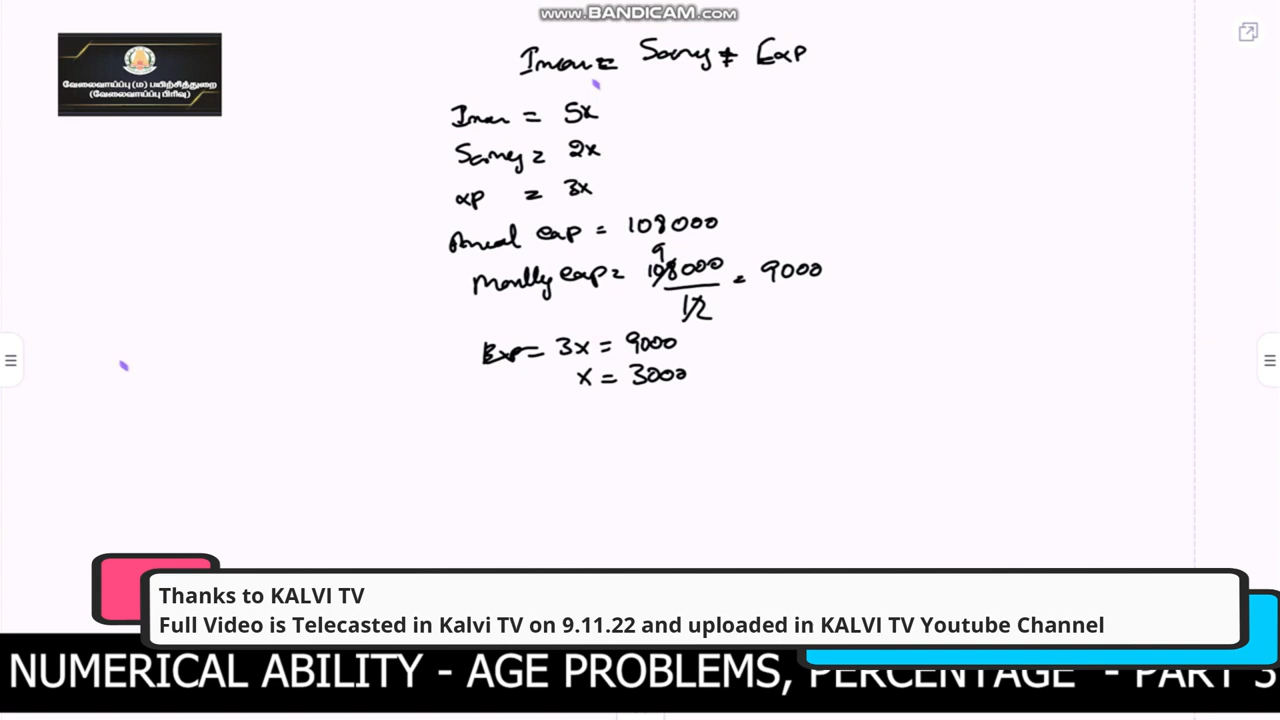 www.BANDICAM.com
வேலைவாய்ப்பு (ம) பயிற்சித்துறை
(வேலைவாய்ப்பு பிரிவு)
Income = Saving + Exp
Income = 5x
Saving = 2x
exp = 3x
Annual exp = 108000
9
Monthly exp = 108000 / 12 = 9000
Exp = 3x = 9000
x = 3000
Thanks to KALVI TV
Full Video is Telecasted in Kalvi TV on 9.11.22 and uploaded in KALVI TV Youtube Channel
NUMERICAL ABILITY - AGE PROBLEMS, PERCENTAGE - PART 3